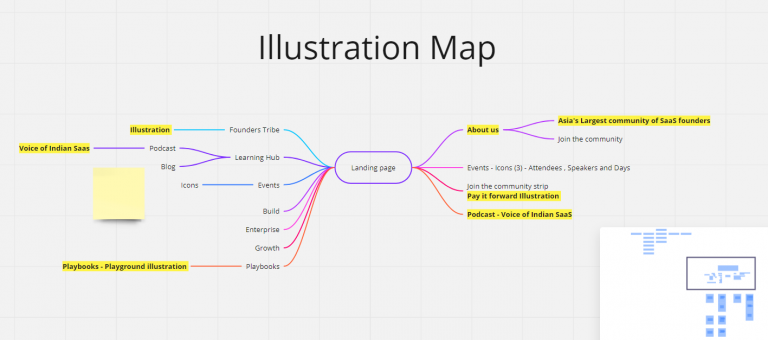 Illustration Map
Illustration
Founders Tribe
Voice of Indian Saas
Podcast
Learning Hub
Blog
Icons
Events
Build
Enterprise
Growth
Playbooks - Playground illustration
Playbooks
Landing page
About us
Asia's Largest community of SaaS founders
Join the community
Events - Icons (3) - Attendees , Speakers and Days
Join the community strip
Pay it forward Illustration
Podcast - Voice of Indian SaaS